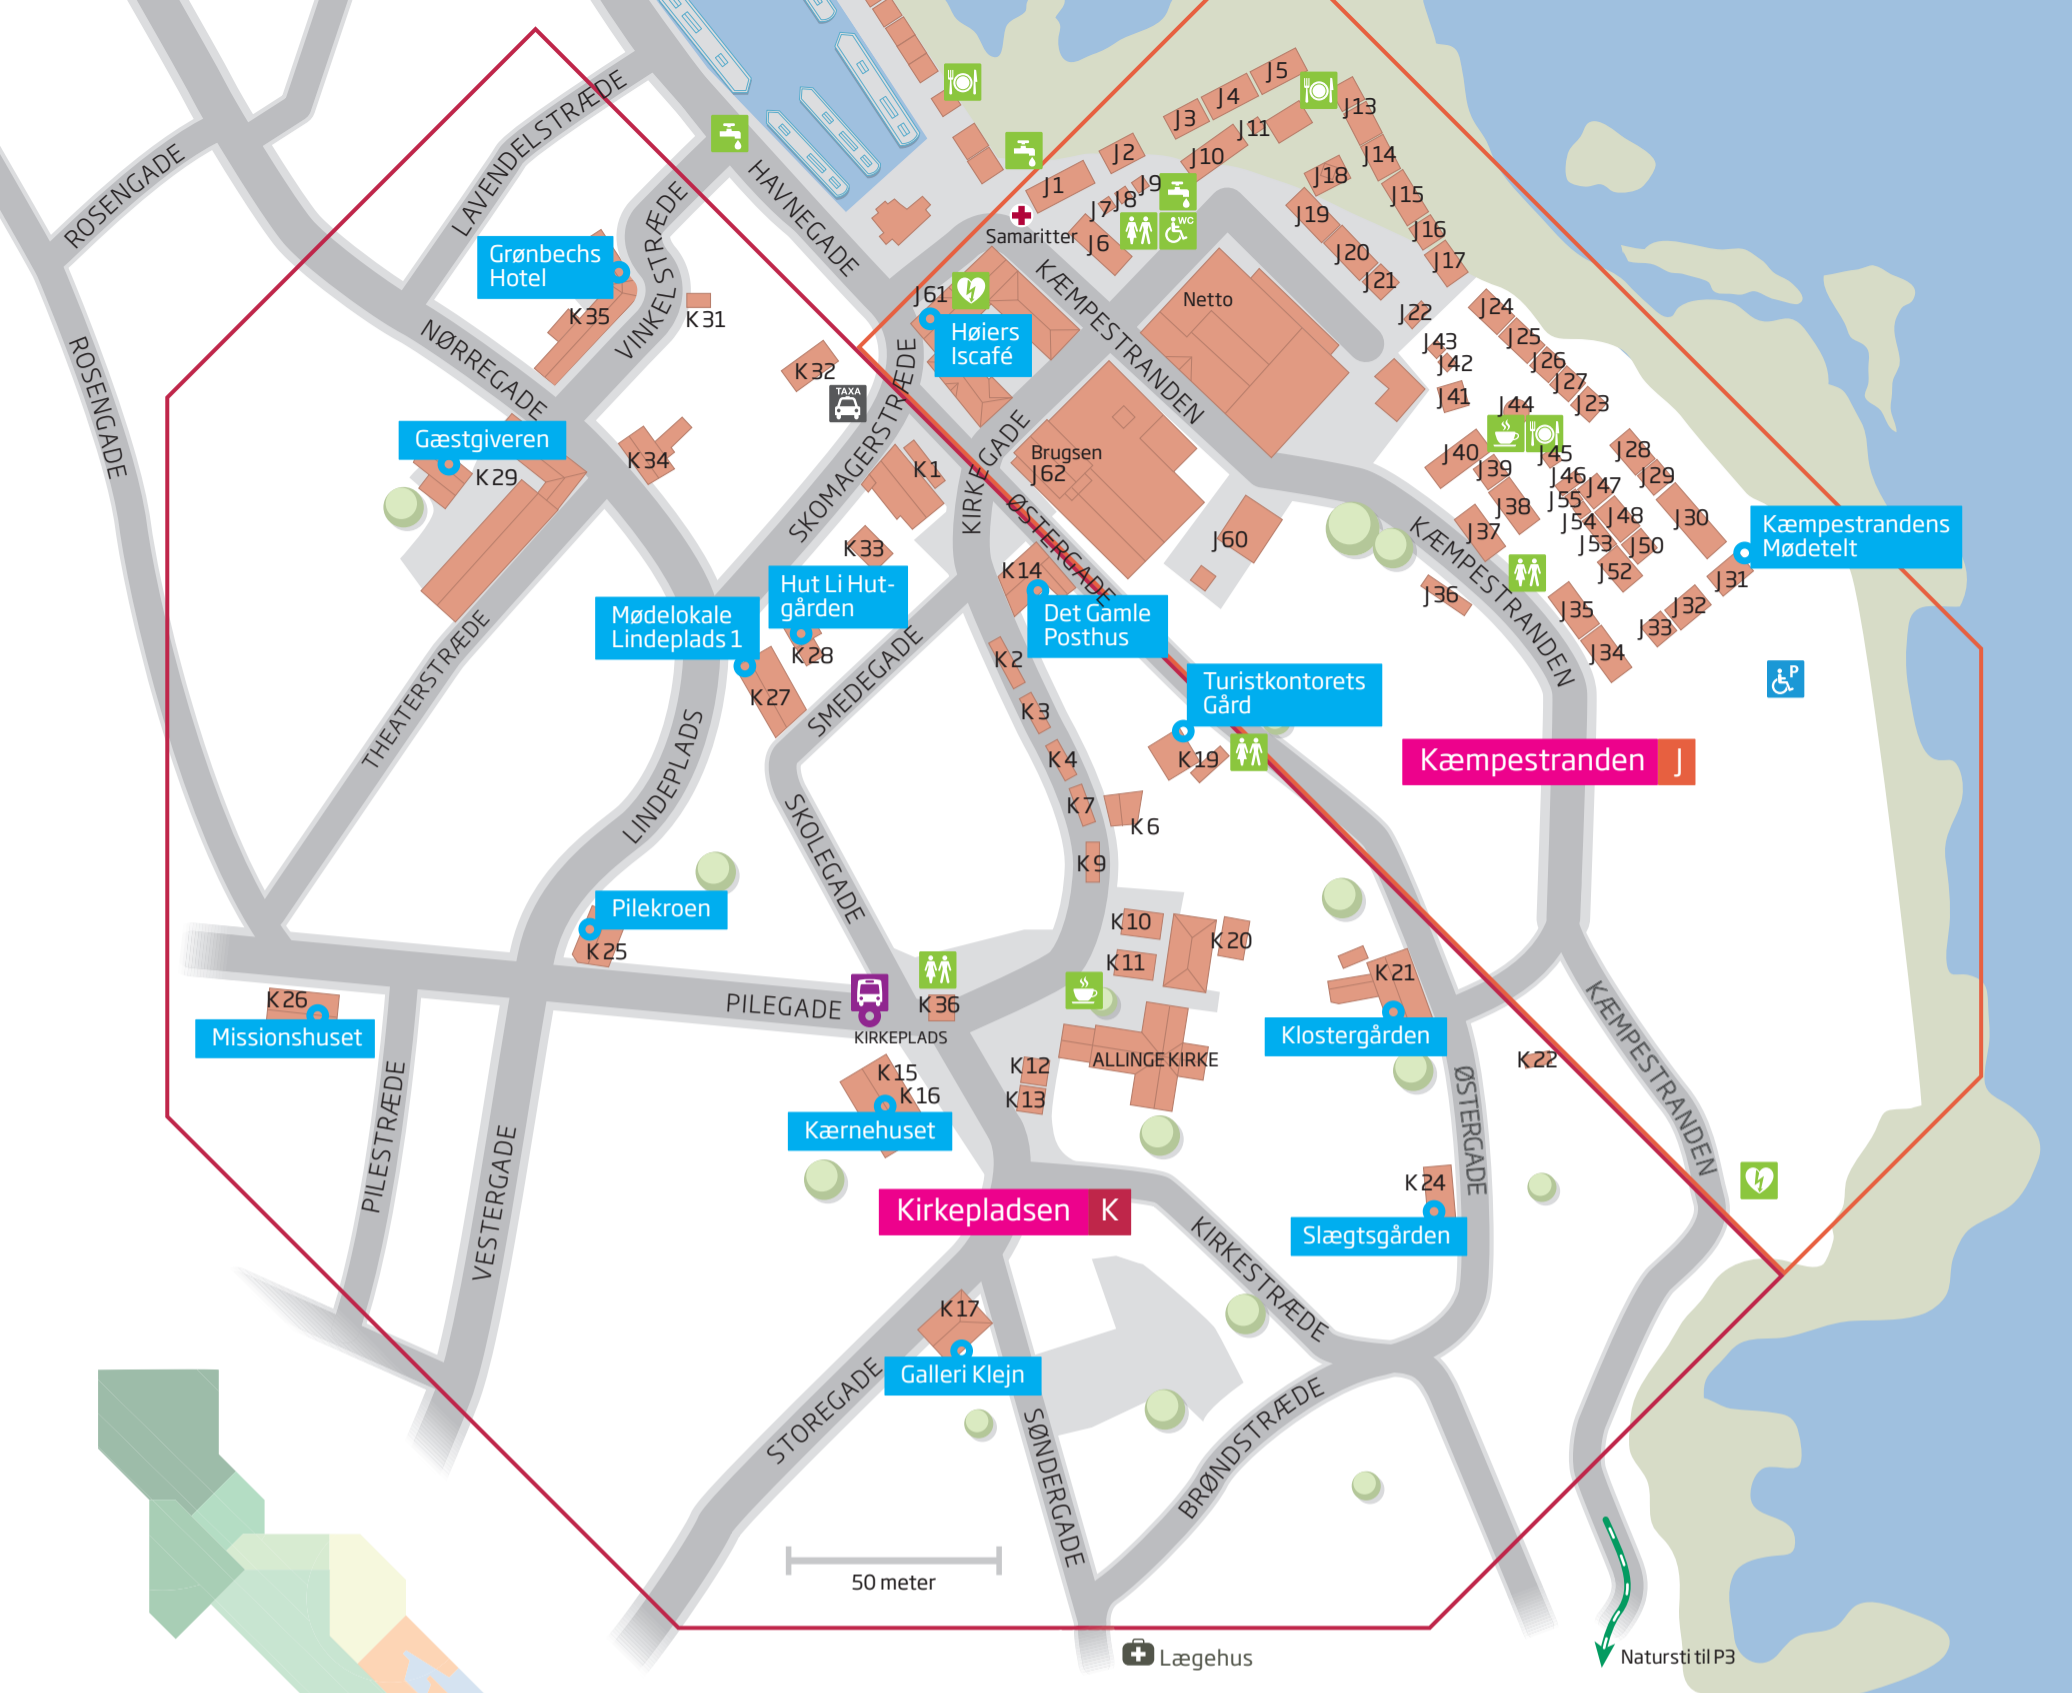 ROSENGADE
LAVENDELSTRÆDE
HAVNEGADE
VINKELSTRÆDE
Grønbechs
Hotel
K35
K31
NØRREGADE
ROSENGADE
K32
TAXA
SKOMAGERSTRÆDE
Gæstgiveren
K29
K34
K1
K33
J1
J2
J3
J4
J5
J13
J11
J10
J14
J9
J8
J7
J6
WC
Samaritter
J18
J15
J19
J16
J20
J17
J21
J22
J61
Høiers
Iscafé
KÆMPESTRANDEN
Netto
J24
J25
J26
J27
J23
J43
J42
J41
J44
J40
J45
J39
J46
J47
J28
J29
J38
J55
J48
J30
J37
J54
J53
J50
J52
Kæmpestrandens
Mødetelt
J31
J32
J33
J35
J34
J36
KÆMPESTRANDEN
Brugsen
J62
J60
KIRKEGADE
ØSTERGADE
K14
Det Gamle
Posthus
Hut Li Hut-
gården
K28
Mødelokale
Lindeplads 1
K27
SMEDEGADE
THEATERSTRÆDE
LINDEPLADS
K2
K3
K4
K7
K6
K9
Turistkontorets
Gård
K19
P
Kæmpestranden J
SKOLEGADE
Pilekroen
K25
K10
K11
K20
K21
Klostergården
K26
Missionshuset
PILEGADE
KIRKEPLADS
K36
ALLINGE KIRKE
K12
K13
K15
K16
Kærnehuset
K22
KÆMPESTRANDEN
ØSTERGADE
K24
Slægtsgården
PILESTRÆDE
VESTERGADE
Kirkepladsen K
KIRKESTRÆDE
K17
Galleri Klejn
STOREGADE
SØNDERGADE
BRØNDSTRÆDE
50 meter
Lægehus
Natursti til P3